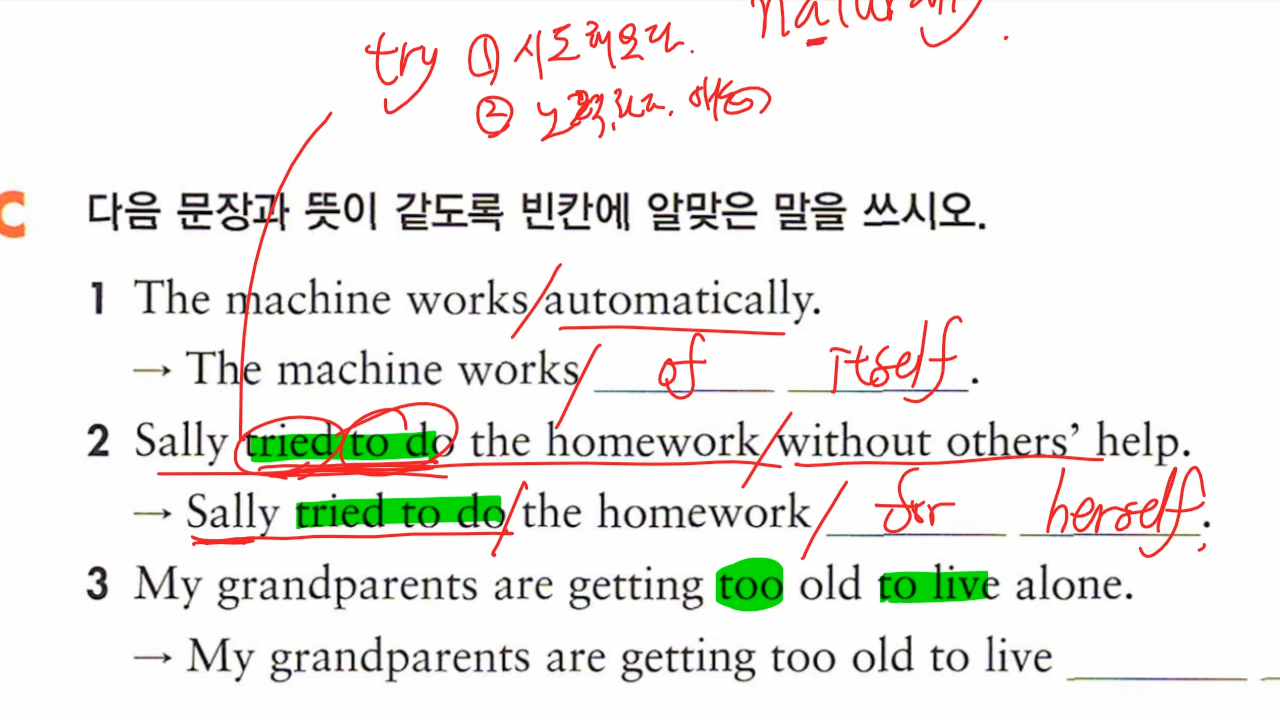 naturally.
try ① 시도해보다.
② 노력하다. 애쓰다
C 다음 문장과 뜻이 같도록 빈칸에 알맞은 말을 쓰시오.
1 The machine works/automatically.
→ The machine works/ of itself.
2 Sally tried to do the homework/without others' help.
→ Sally tried to do/the homework/ for herself.
3 My grandparents are getting too old to live alone.
→ My grandparents are getting too old to live